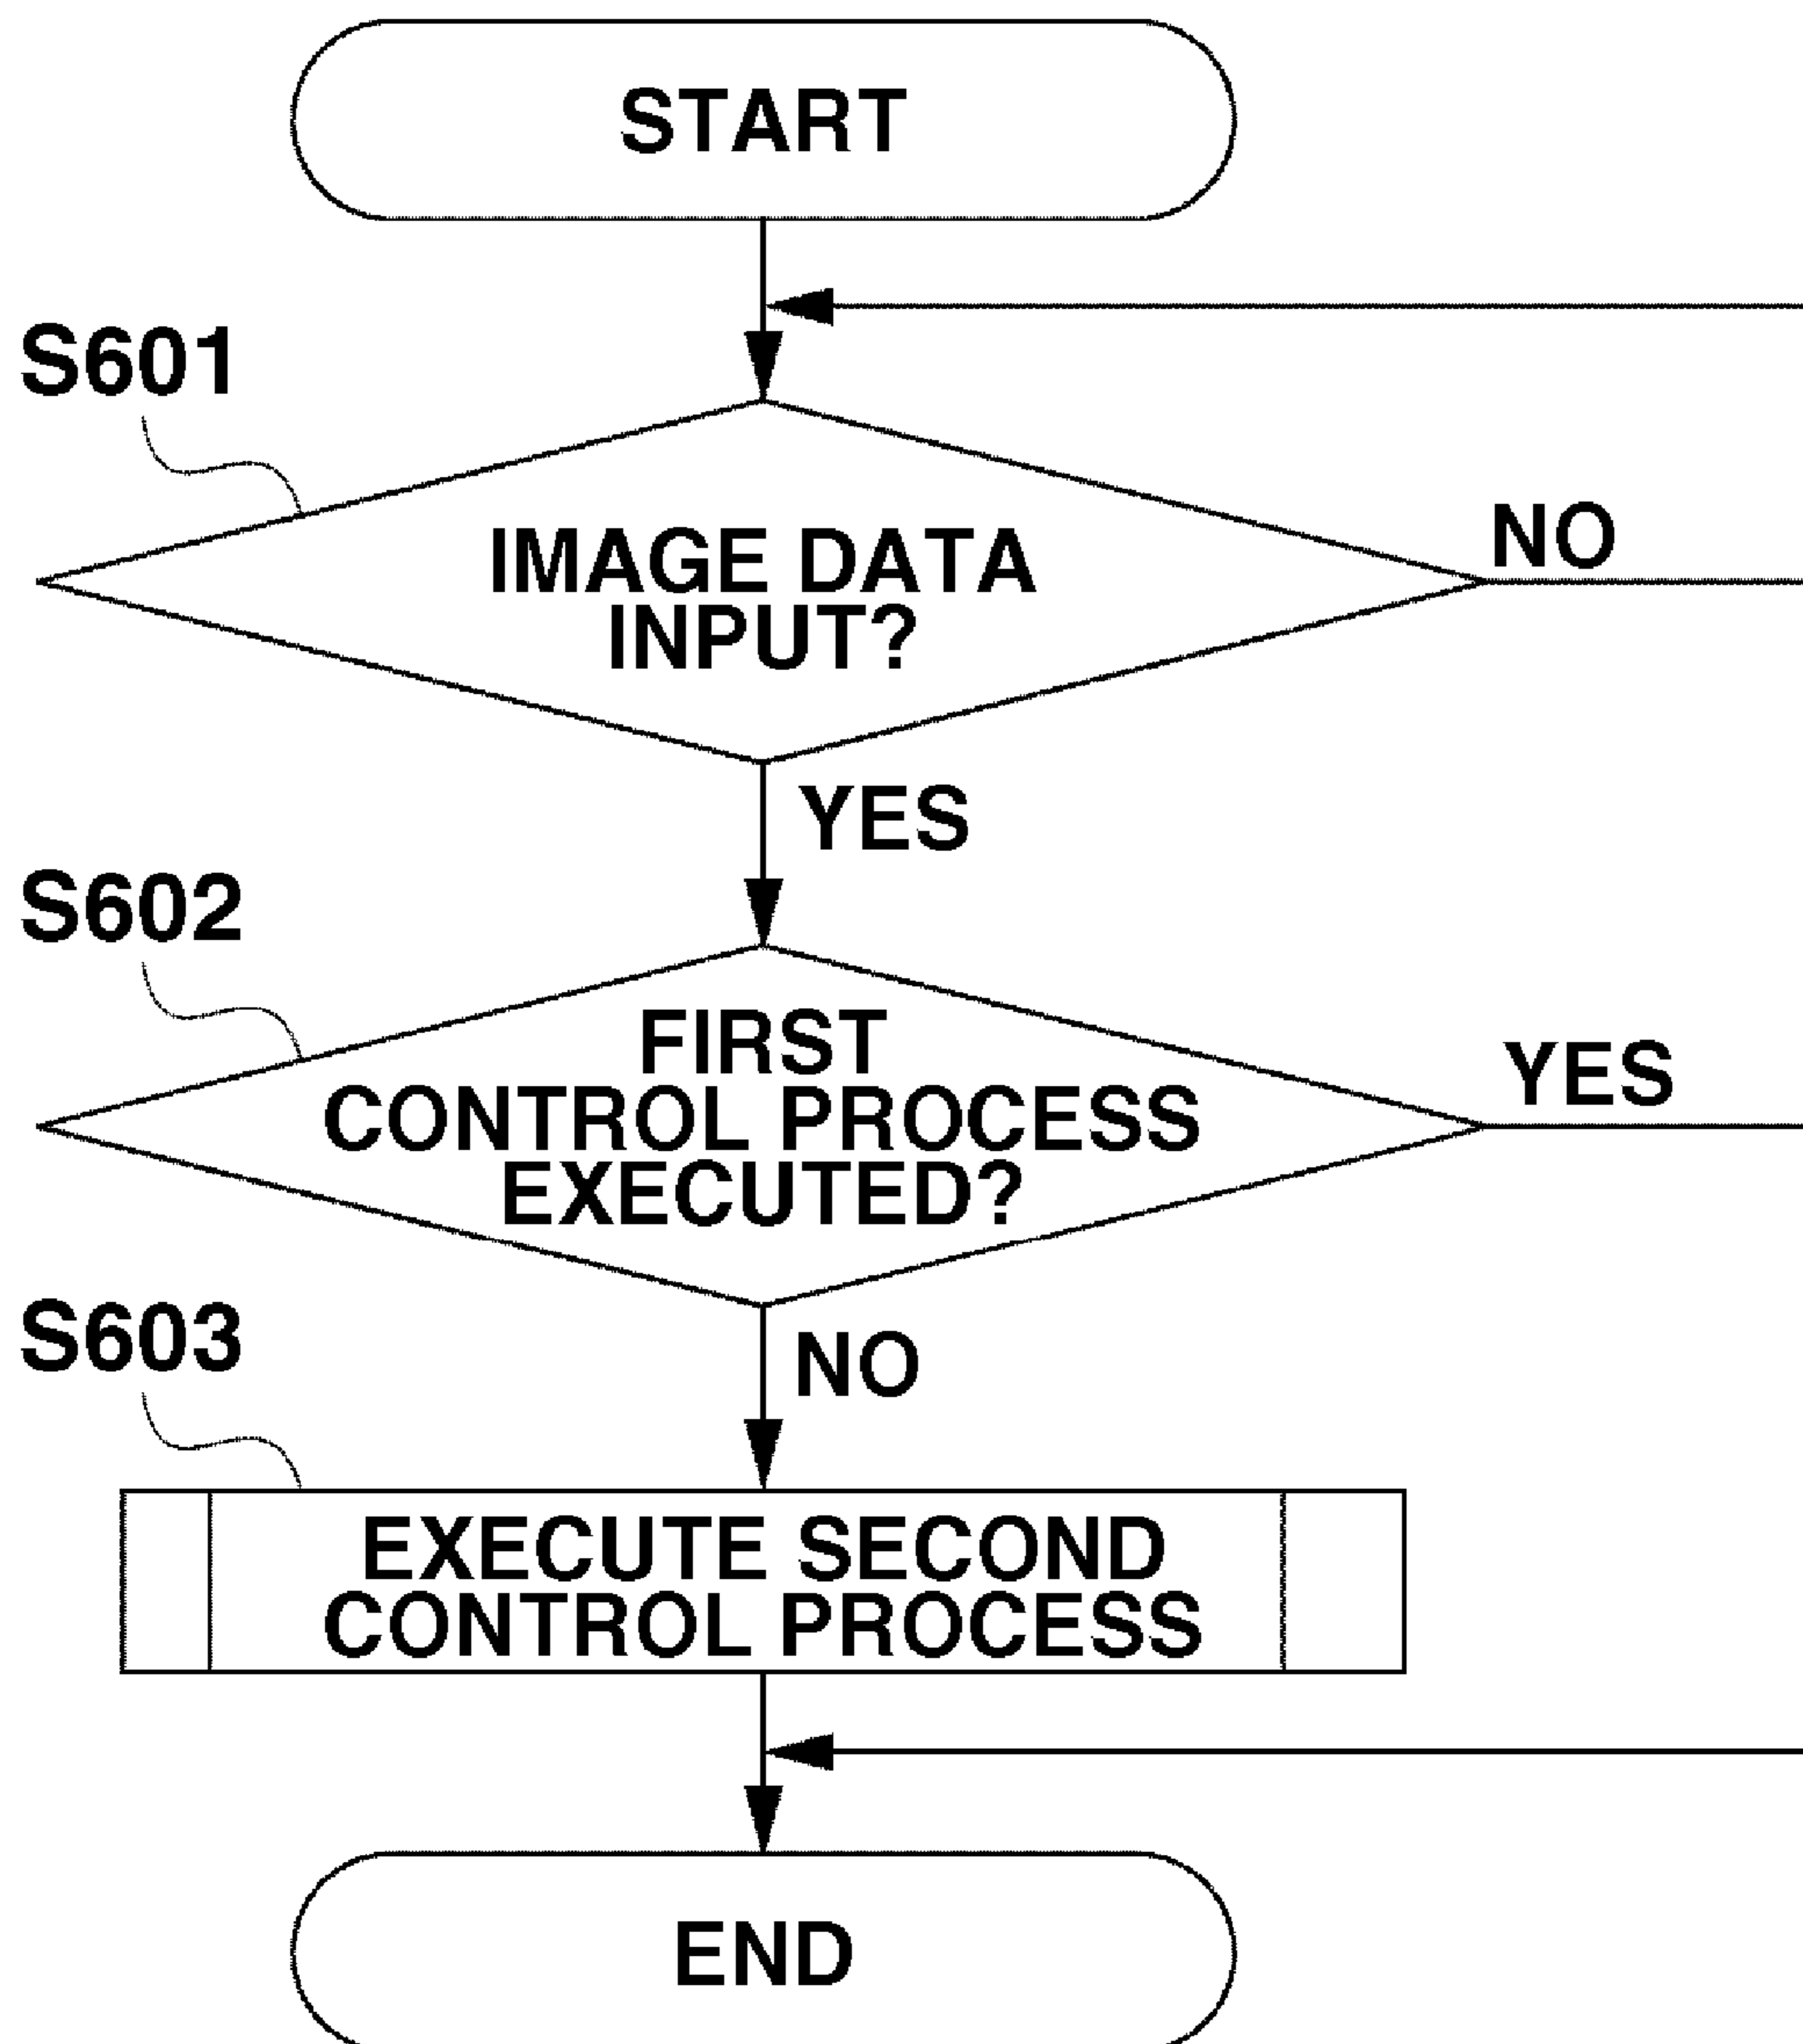 START
S601
IMAGE DATA
INPUT?
NO
YES
S602
FIRST
CONTROL PROCESS
EXECUTED?
YES
NO
S603
EXECUTE SECOND
CONTROL PROCESS
END